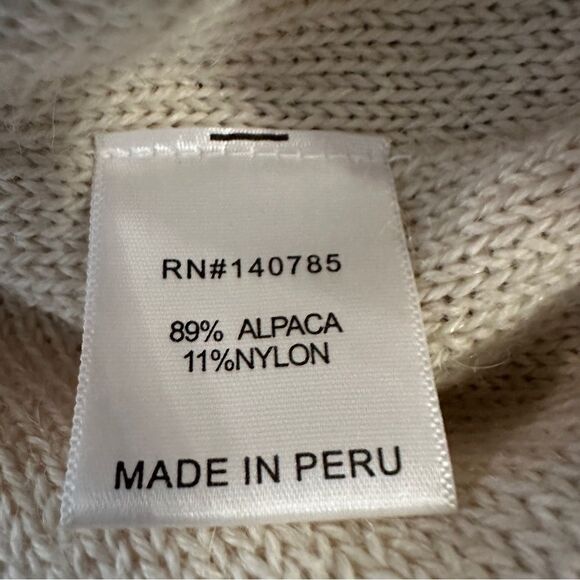 RN#140785
89% ALPACA
11%NYLON
MADE IN PERU